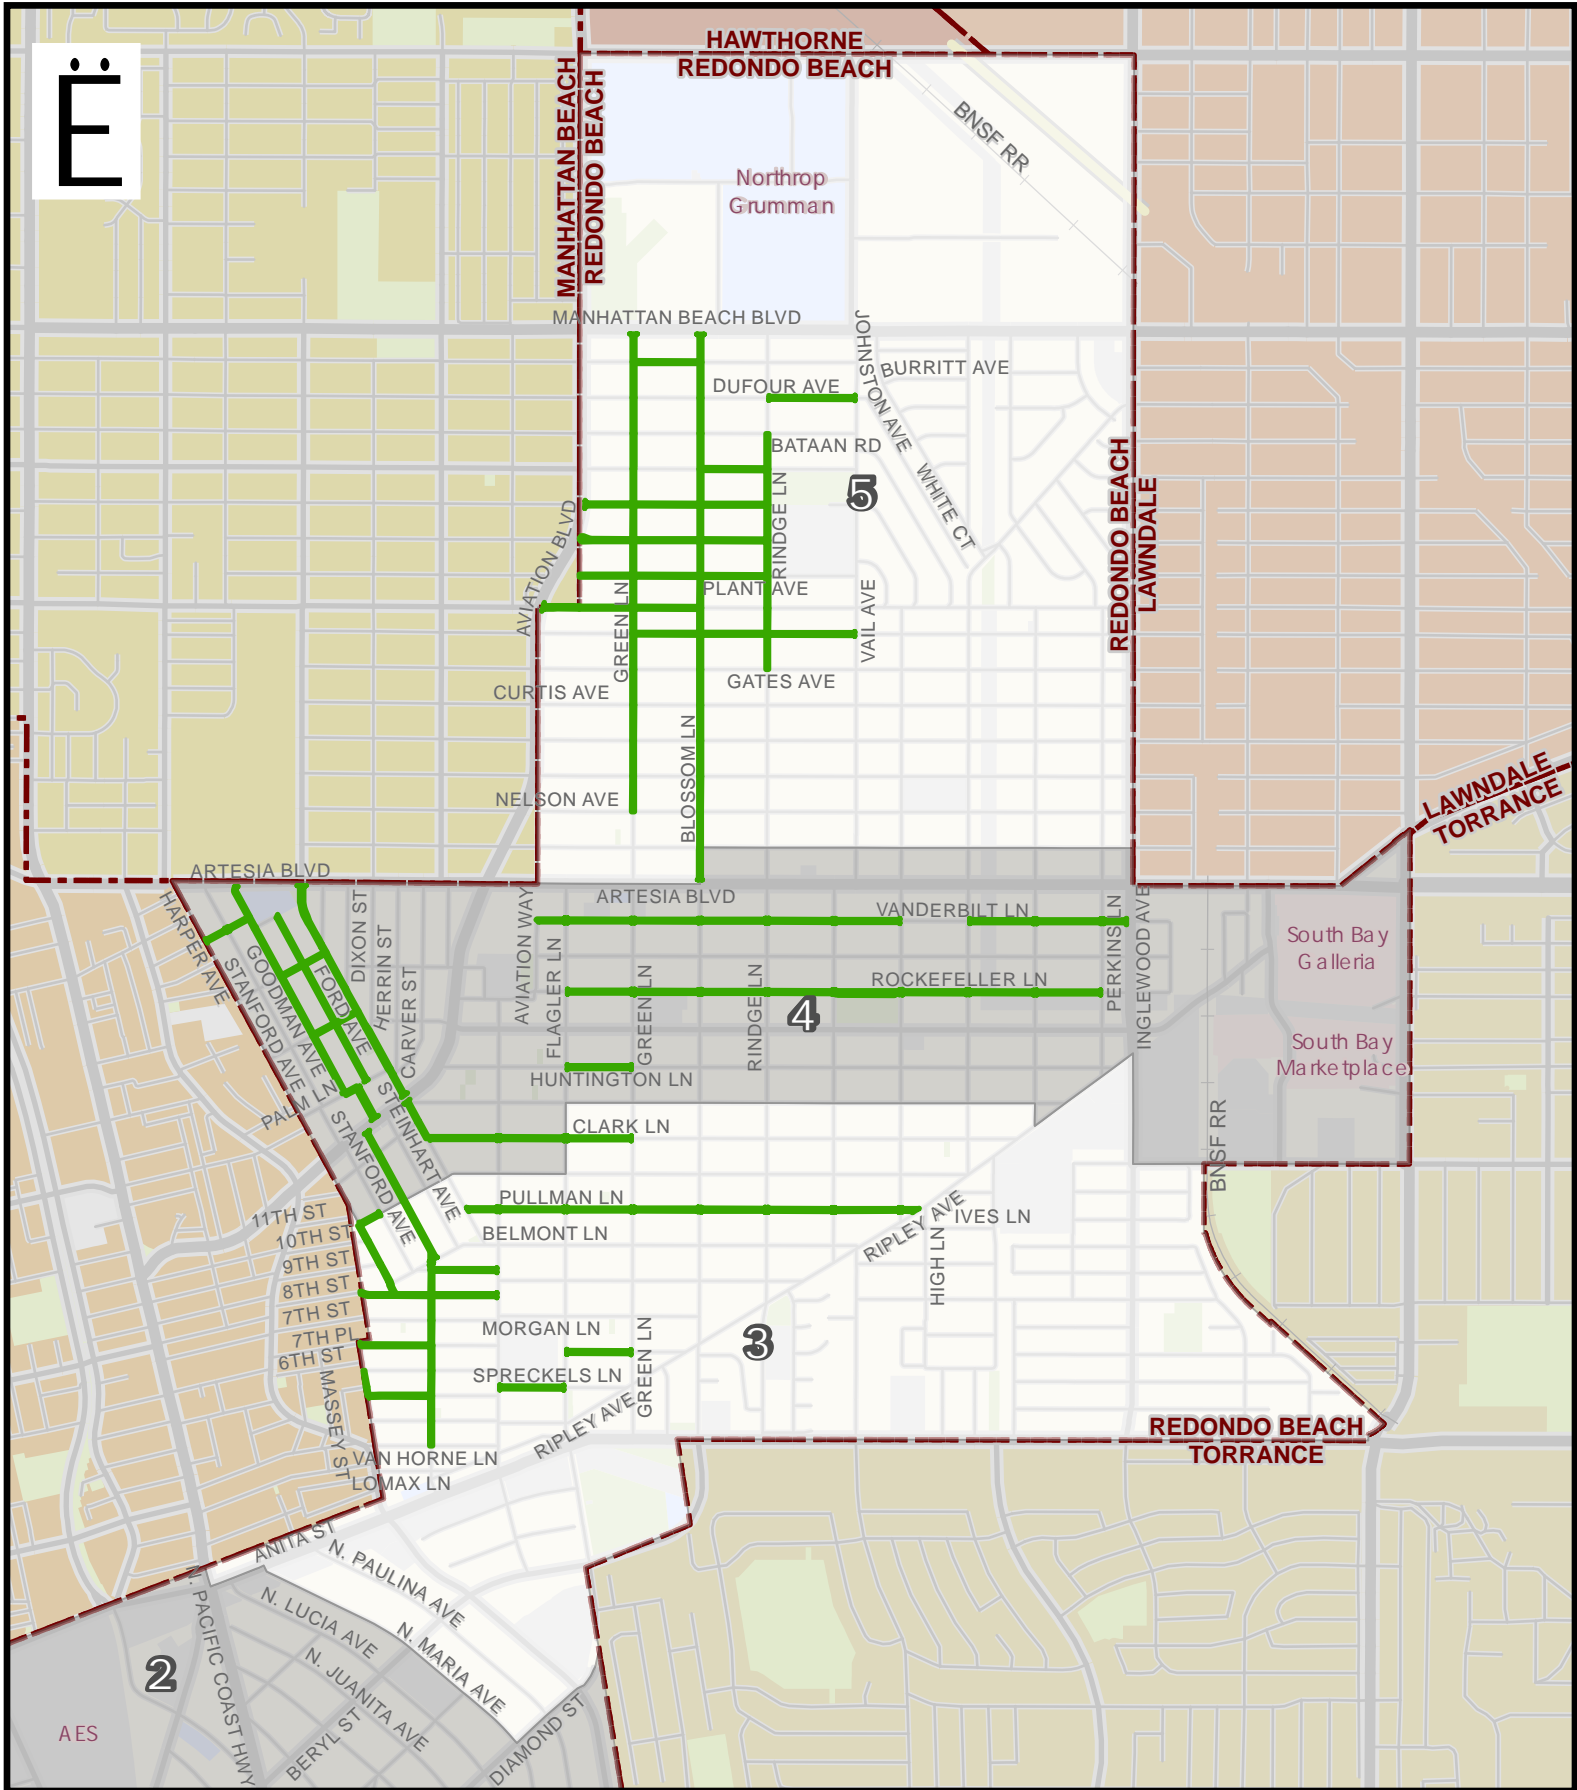 HAWTHORNE
REDONDO BEACH
Ë
MANHATTAN BEACH
REDONDO BEACH
BNSF RR
Northrop
Grumman
MANHATTAN BEACH BLVD
JOHNSTON AVE
BURRITT AVE
DUFOUR AVE
BATAAN RD
WHITE CT
5
RINDGE LN
AVIATION BLVD
PLANT AVE
GREEN LN
VAIL AVE
GATES AVE
CURTIS AVE
BLOSSOM LN
NELSON AVE
REDONDO BEACH
LAWNDALE
LAWNDALE
TORRANCE
ARTESIA BLVD
ARTESIA BLVD
HARPER AVE
DIXON ST
HERRIN ST
CARVER ST
AVIATION WAY
VANDERBILT LN
PERKINS LN
INGLEWOOD AVE
South Bay
Galleria
STANFORD AVE
GOODMAN AVE
FORD AVE
FLAGLER LN
GREEN LN
RINDGE LN
ROCKEFELLER LN
4
South Bay
Marketplace
HUNTINGTON LN
PALM LN
STANFORD AVE
STEINHART AVE
CLARK LN
BNSF RR
PULLMAN LN
BELMONT LN
RIPLEY AVE
IVES LN
HIGH LN
11TH ST
10TH ST
9TH ST
8TH ST
7TH ST
7TH PL
6TH ST
MASSEY ST
MORGAN LN
GREEN LN
3
SPRECKELS LN
RIPLEY AVE
VAN HORNE LN
LOMAX LN
REDONDO BEACH
TORRANCE
ANITA ST
N. PAULINA AVE
N. PACIFIC COAST HWY
N. LUCIA AVE
N. MARIA AVE
N. JUANITA AVE
2
BERYL ST
DIAMOND ST
AES